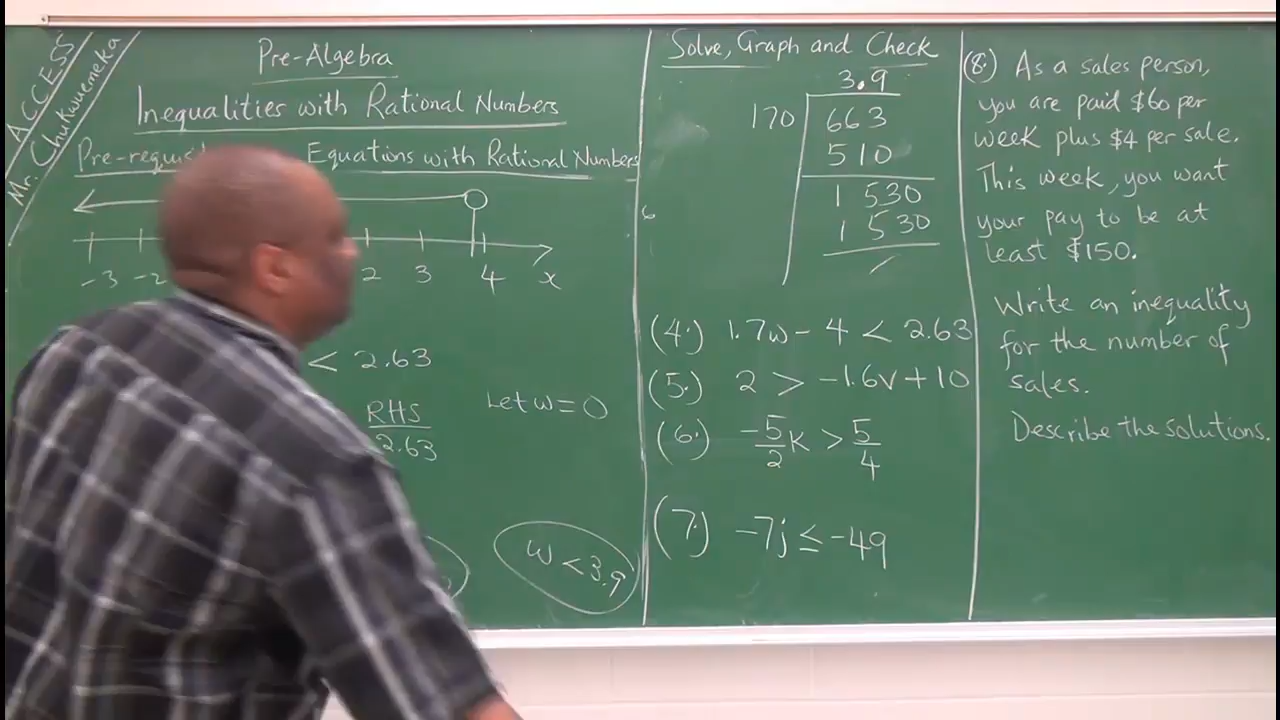 ACCESS
Mr. Chukwuemeka
Pre-Algebra
Inequalities with Rational Numbers
Equations with Rational Numbers
-3 -2 2 3 4 x
< 2.63
RHS
2.63
Let w = 0
w < 3.9
Solve, Graph and Check
3.9
170 663
510
1 530
1 530
6
(4.) 1.7w - 4 < 2.63
(5.) 2 > -1.6v + 10
(6.) -5/2 k > 5/4
(7.) -7j ≤ -49
(8.) As a sales person,
you are paid $60 per
week plus $4 per sale.
This week, you want
your pay to be at
least $150.
Write an inequality
for the number of
sales.
Describe the solutions.